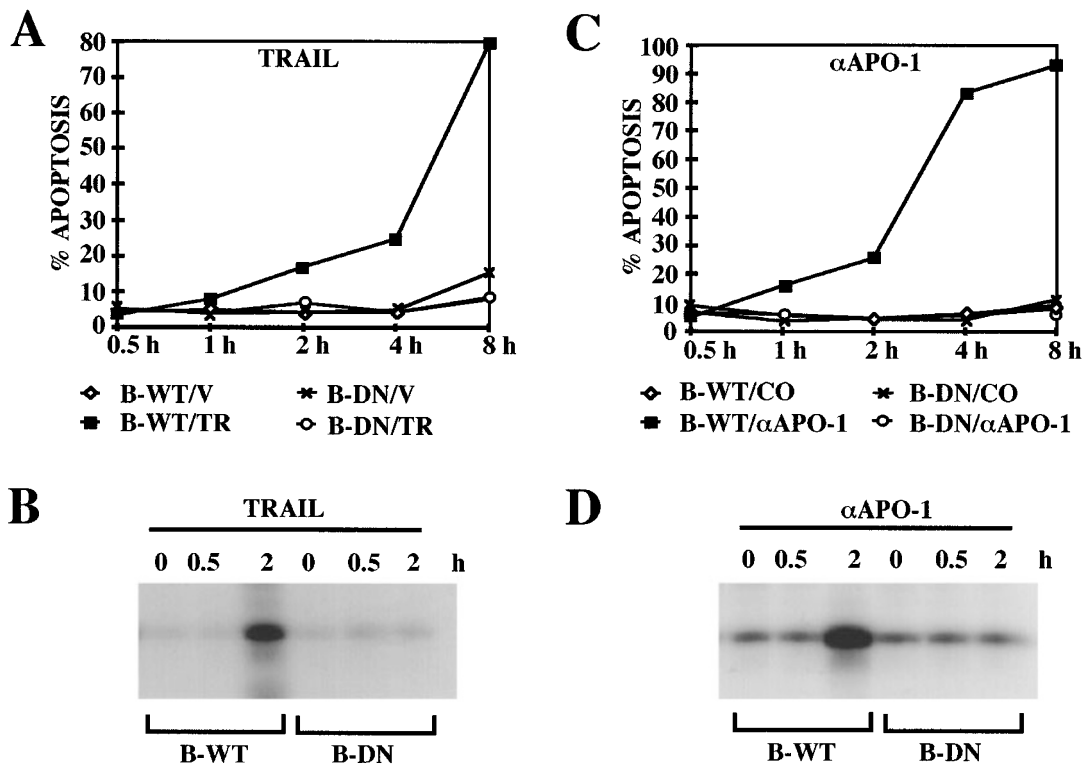 A
TRAIL
% APOPTOSIS
80
70
60
50
40
30
20
10
0
0.5 h 1 h 2 h 4 h 8 h
B-WT/V B-DN/V
B-WT/TR B-DN/TR
C
αAPO-1
% APOPTOSIS
100
90
80
70
60
50
40
30
20
10
0
0.5 h 1 h 2 h 4 h 8 h
B-WT/CO B-DN/CO
B-WT/αAPO-1 B-DN/αAPO-1
B
TRAIL
0 0.5 2 0 0.5 2 h
B-WT B-DN
D
αAPO-1
0 0.5 2 0 0.5 2 h
B-WT B-DN